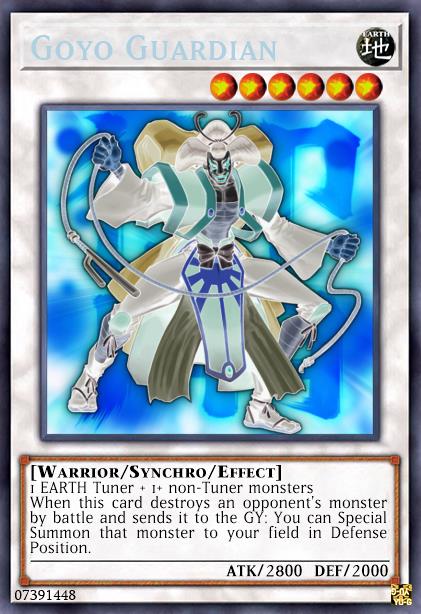 GOYO GUARDIAN
EARTH
地
[WARRIOR/SYNCHRO/EFFECT]
1 EARTH Tuner + 1+ non-Tuner monsters
When this card destroys an opponent's monster
by battle and sends it to the GY: You can Special
Summon that monster to your field in Defense
Position.
ATK/2800 DEF/2000
07391448